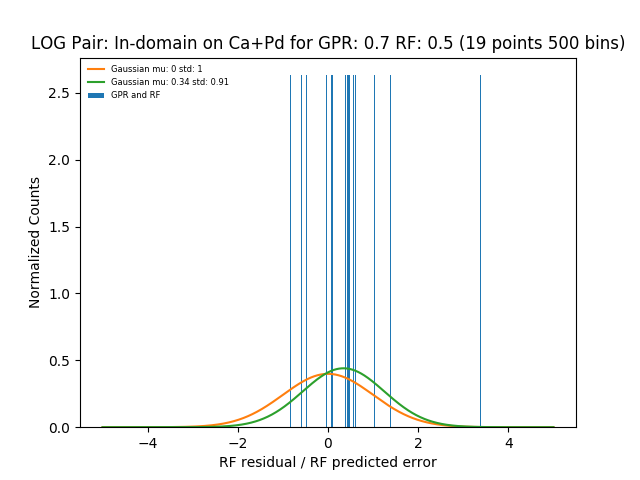 LOG Pair: In-domain on Ca+Pd for GPR: 0.7 RF: 0.5 (19 points 500 bins)
Gaussian mu: 0 std: 1
Gaussian mu: 0.34 std: 0.91
GPR and RF
Normalized Counts
2.5
2.0
1.5
1.0
0.5
0.0
−4 −2 0 2 4
RF residual / RF predicted error